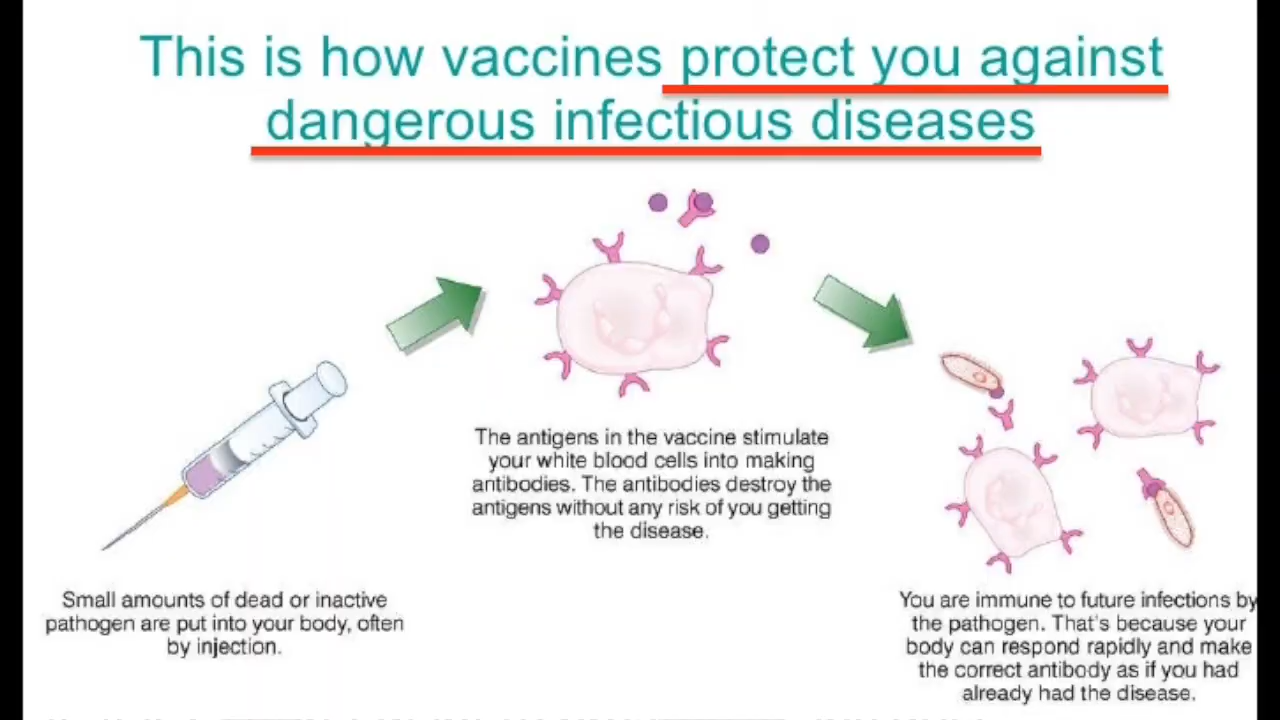 This is how vaccines protect you against
dangerous infectious diseases
Small amounts of dead or inactive
pathogen are put into your body, often
by injection.
The antigens in the vaccine stimulate
your white blood cells into making
antibodies. The antibodies destroy the
antigens without any risk of you getting
the disease.
You are immune to future infections by
the pathogen. That's because your
body can respond rapidly and make
the correct antibody as if you had
already had the disease.